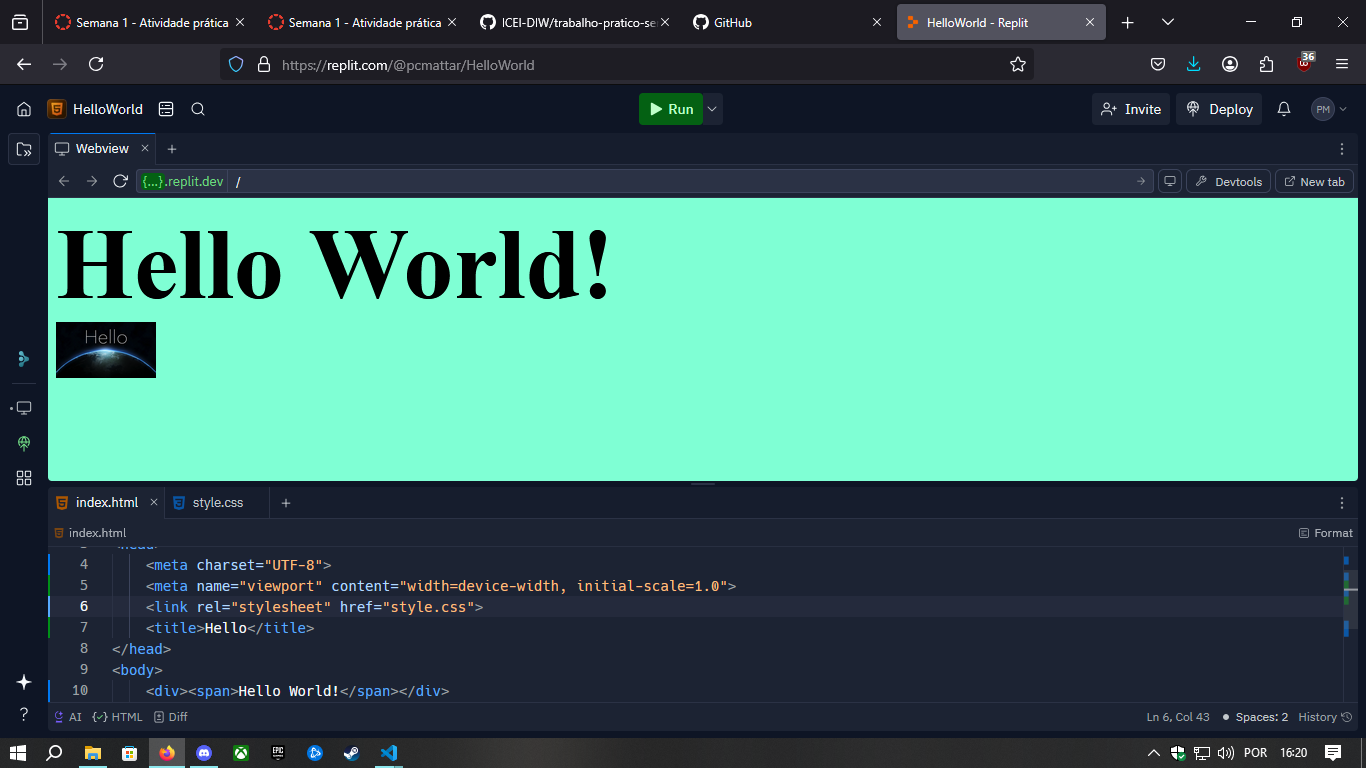 Semana 1 - Atividade prática
Semana 1 - Atividade prática
ICEI-DIW/trabalho-pratico-se
GitHub
HelloWorld - Replit
https://replit.com/@pcmattar/HelloWorld
36
HelloWorld
Run
Invite
Deploy
PM
Webview
{...}.replit.dev
/
Devtools
New tab
Hello World!
Hello
index.html
style.css
index.html
Format
4 <meta charset="UTF-8">
5 <meta name="viewport" content="width=device-width, initial-scale=1.0">
6 <link rel="stylesheet" href="style.css">
7 <title>Hello</title>
8 </head>
9 <body>
10 <div><span>Hello World!</span></div>
AI
HTML
Diff
Ln 6, Col 43
Spaces: 2
History
EPIC
POR
16:20